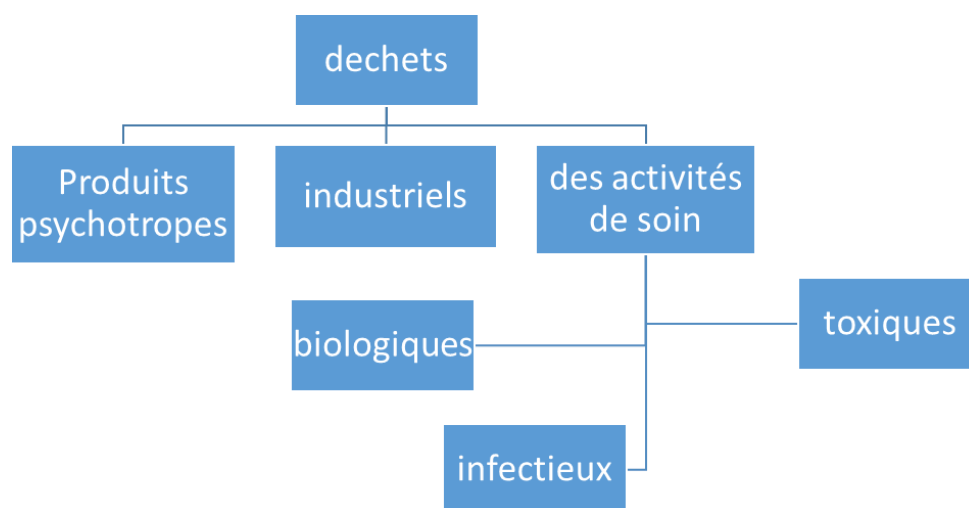 dechets
Produits
psychotropes
industriels
des activités
de soin
biologiques
toxiques
infectieux